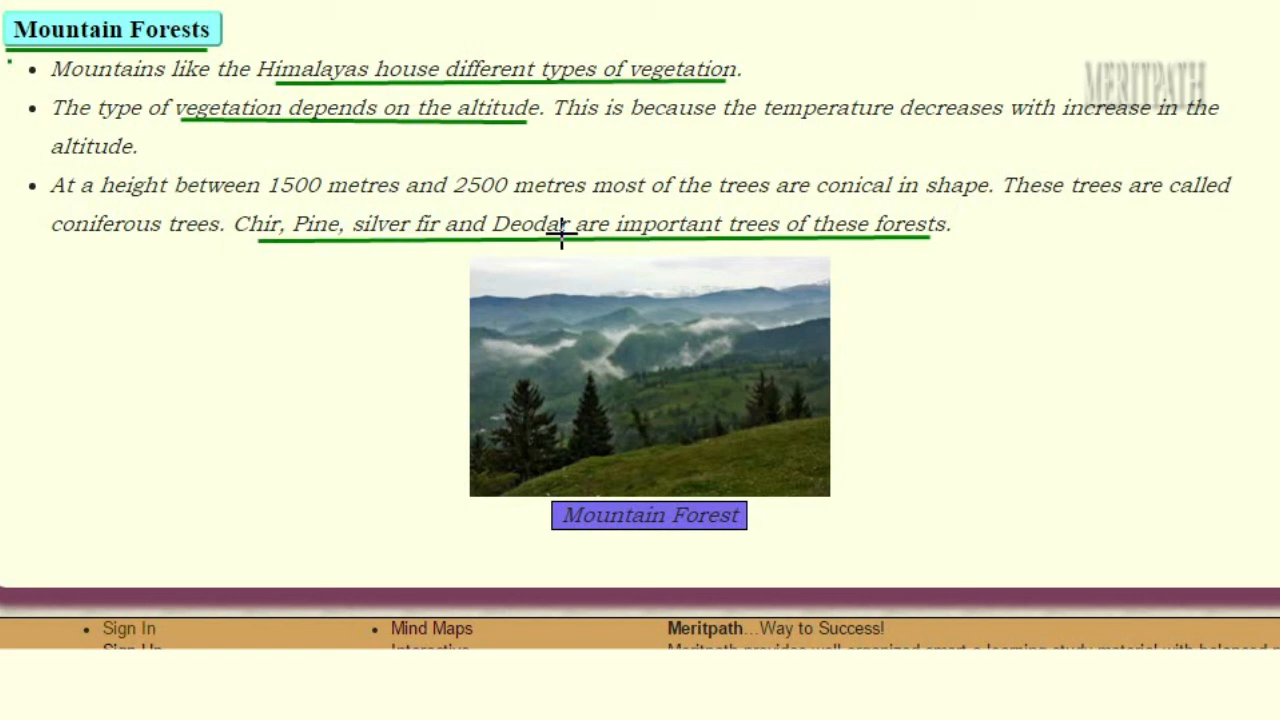 Mountain Forests
MERITPATH
Mountains like the Himalayas house different types of vegetation.
The type of vegetation depends on the altitude. This is because the temperature decreases with increase in the
altitude.
At a height between 1500 metres and 2500 metres most of the trees are conical in shape. These trees are called
coniferous trees. Chir, Pine, silver fir and Deodar are important trees of these forests.
Mountain Forest
Sign In
Mind Maps
Meritpath...Way to Success!